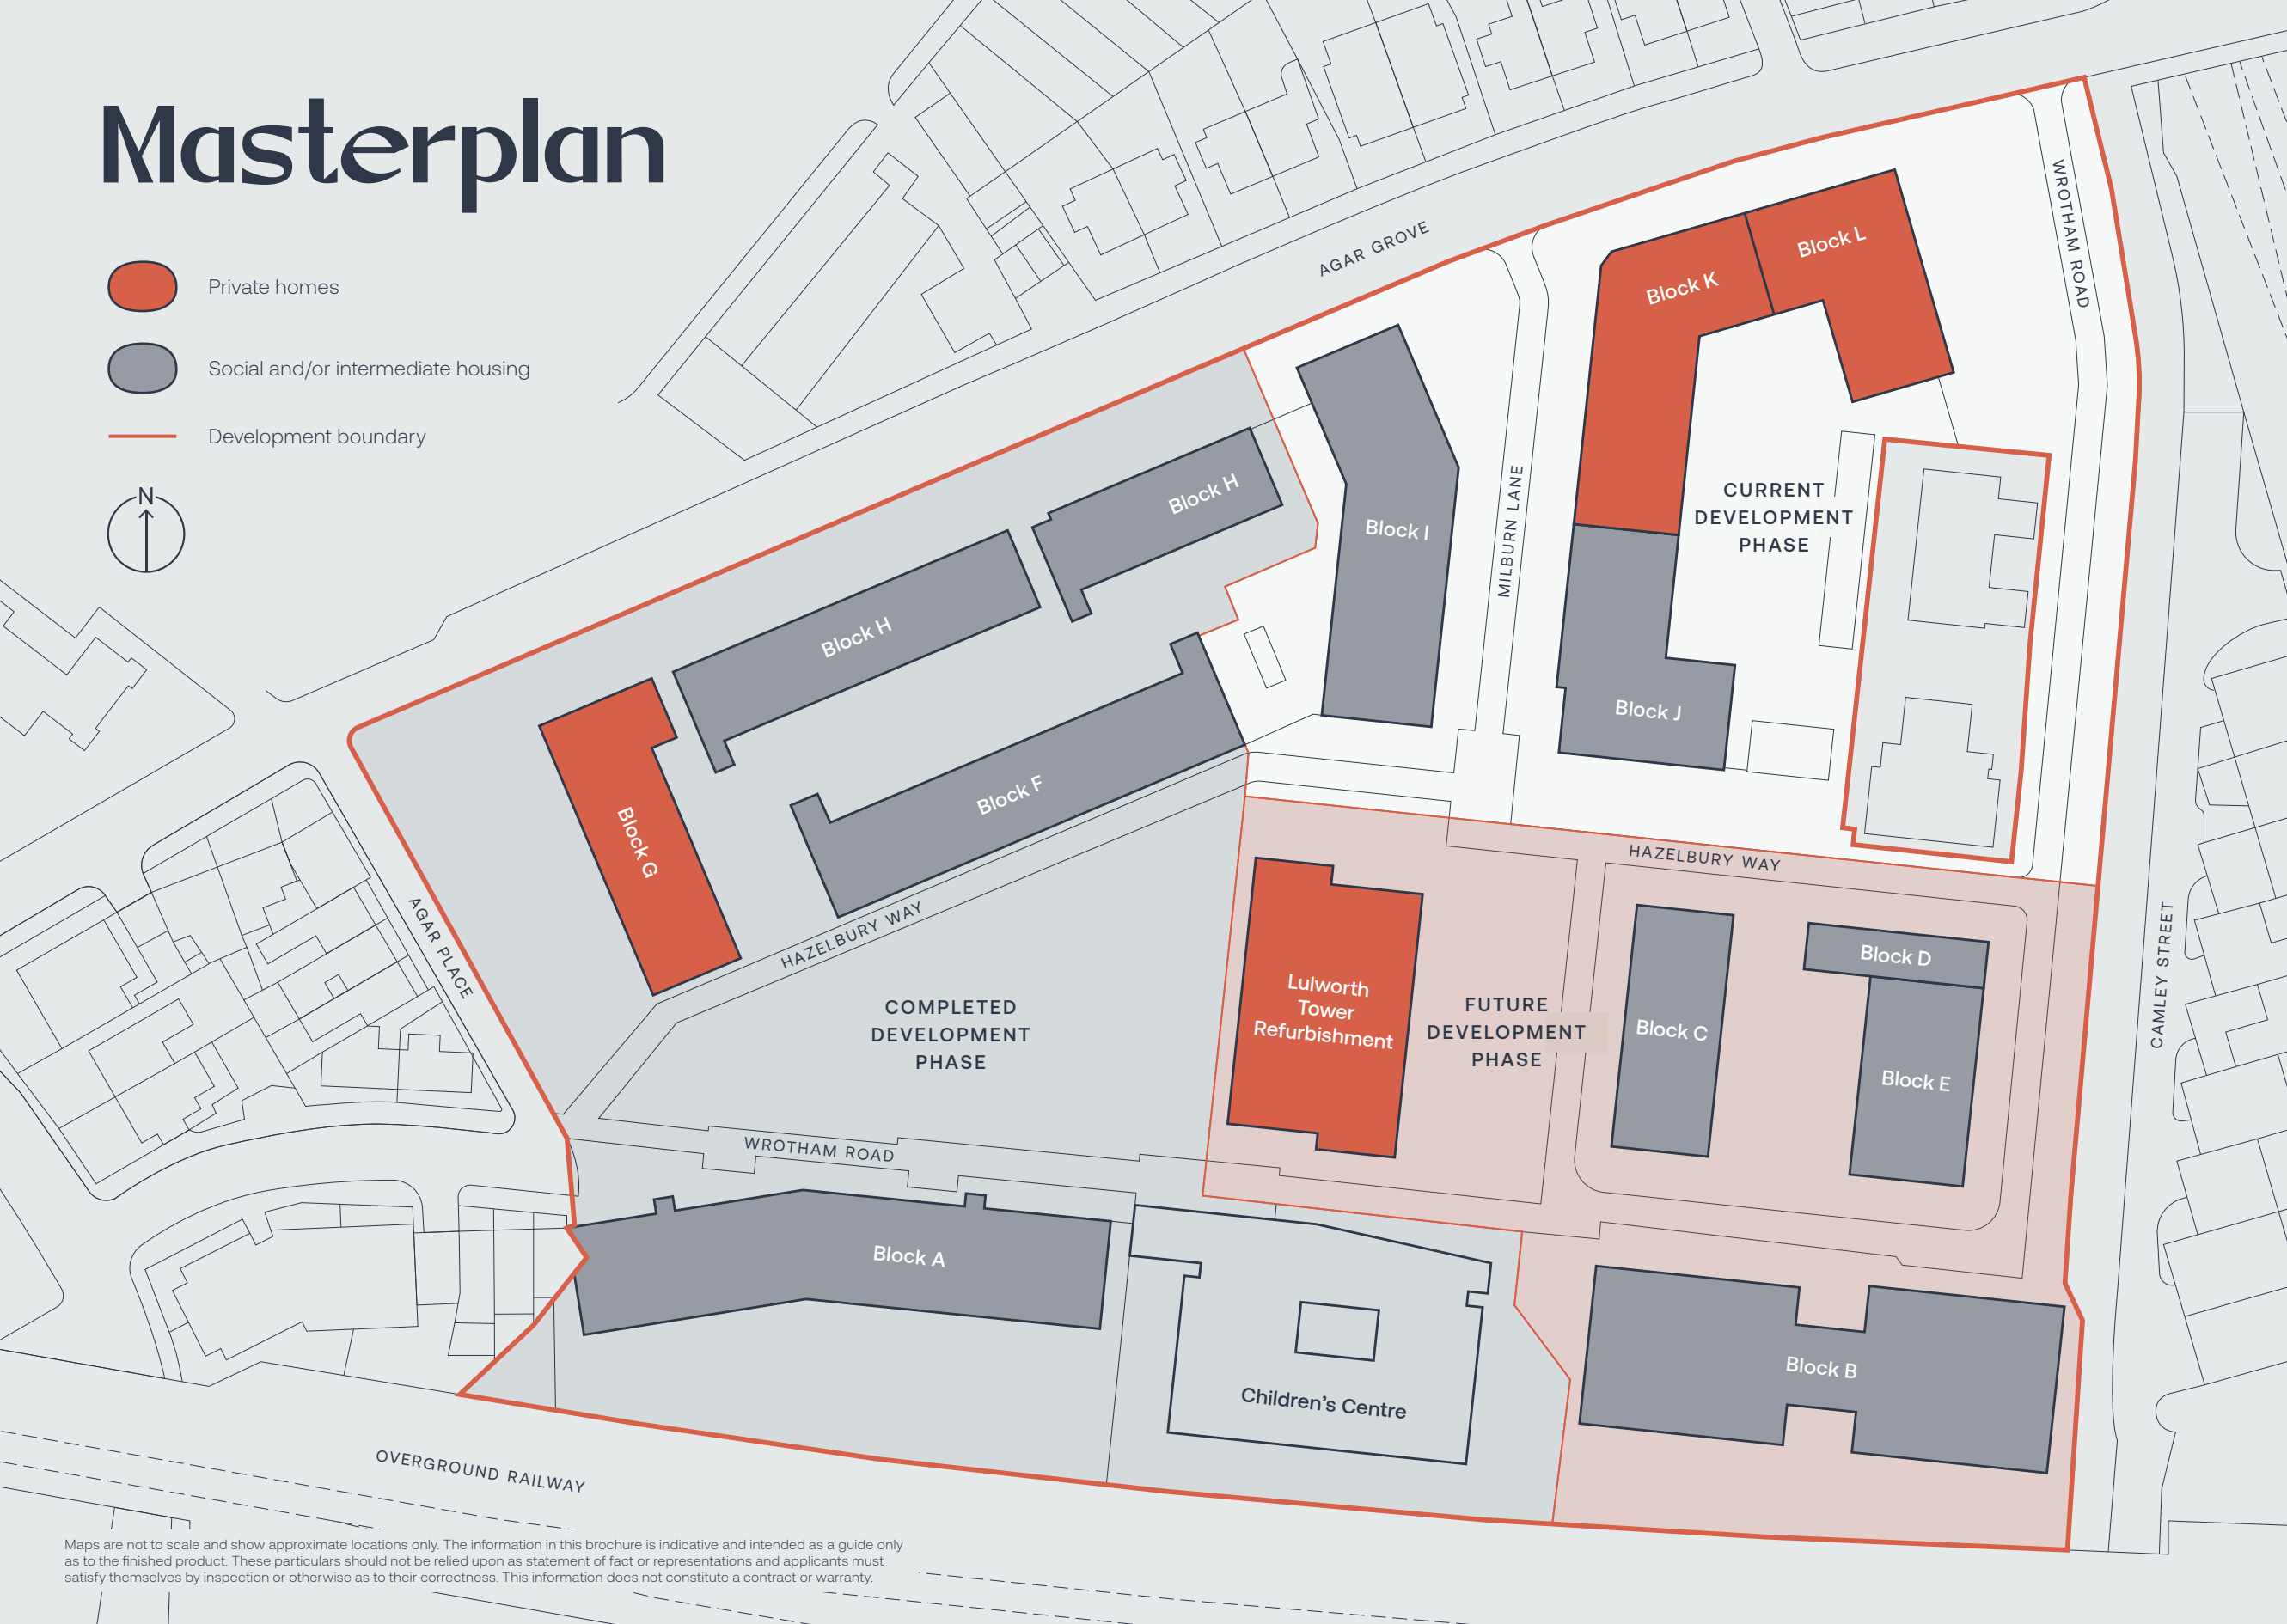 Masterplan
Private homes
Social and/or intermediate housing
Development boundary
N
AGAR GROVE
WROTHAM ROAD
Block L
Block K
Block H
Block I
MILBURN LANE
CURRENT
DEVELOPMENT
PHASE
Block H
Block J
Block F
Block G
HAZELBURY WAY
HAZELBURY WAY
AGAR PLACE
CAMLEY STREET
COMPLETED
DEVELOPMENT
PHASE
Lulworth
Tower
Refurbishment
FUTURE
DEVELOPMENT
PHASE
Block C
Block D
Block E
WROTHAM ROAD
Block A
Children’s Centre
Block B
OVERGROUND RAILWAY
Maps are not to scale and show approximate locations only. The information in this brochure is indicative and intended as a guide only
as to the finished product. These particulars should not be relied upon as statement of fact or representations and applicants must
satisfy themselves by inspection or otherwise as to their correctness. This information does not constitute a contract or warranty.